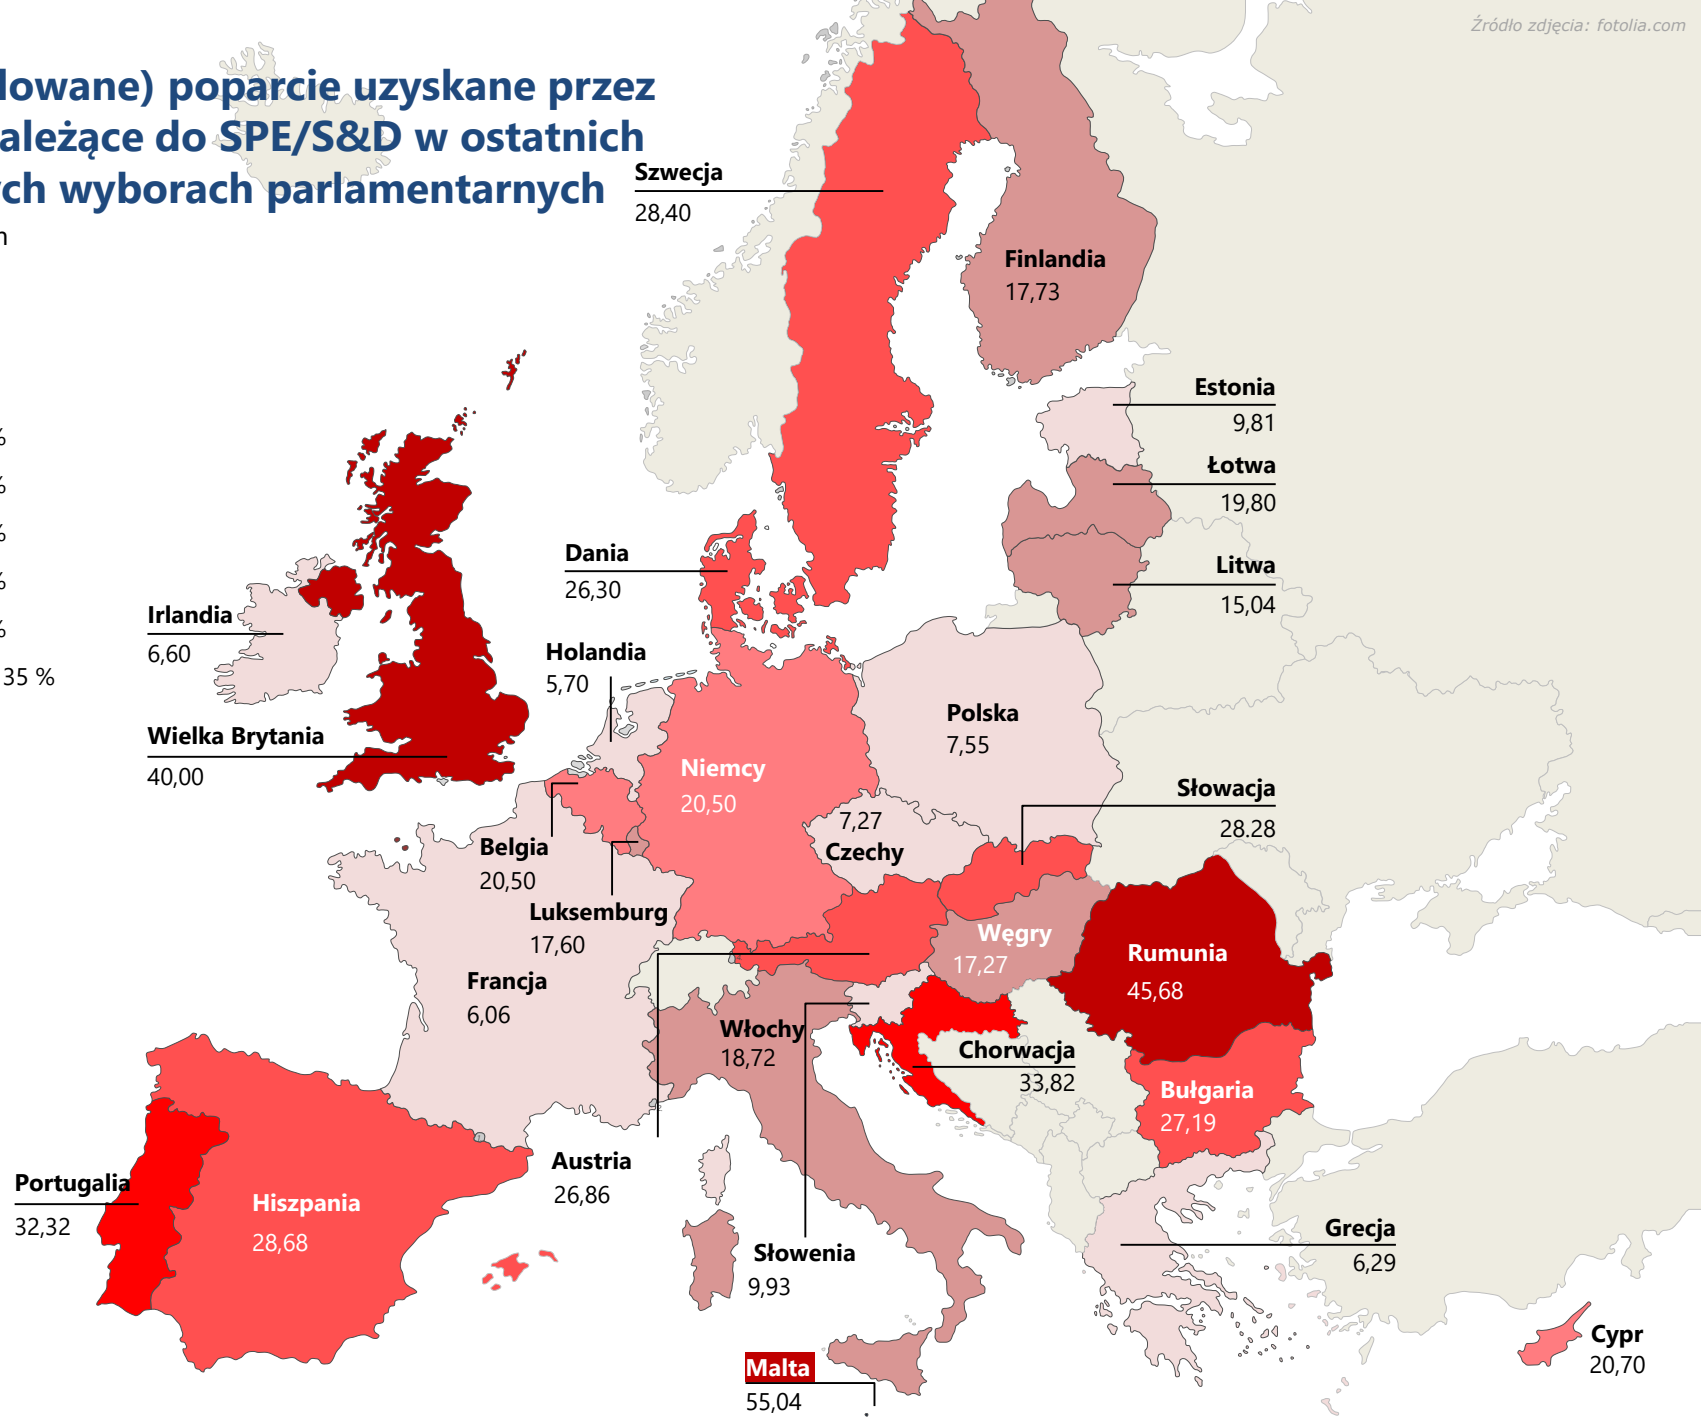 Źródło zdjęcia: fotolia.com
poparcie uzyskane przez
do SPE/S&D w ostatnich
wyborach parlamentarnych
%
%
%
%
%
35 %
Szwecja
28,40
Finlandia
17,73
Estonia
9,81
Łotwa
19,80
Litwa
15,04
Dania
26,30
Irlandia
6,60
Holandia
5,70
Wielka Brytania
40,00
Polska
7,55
Niemcy
20,50
Słowacja
28.28
7,27
Czechy
Belgia
20,50
Luksemburg
17,60
Węgry
17,27
Rumunia
45,68
Francja
6,06
Włochy
18,72
Chorwacja
33,82
Bułgaria
27,19
Austria
26,86
Portugalia
32,32
Hiszpania
28,68
Słowenia
9,93
Grecja
6,29
Cypr
20,70
Malta
55,04